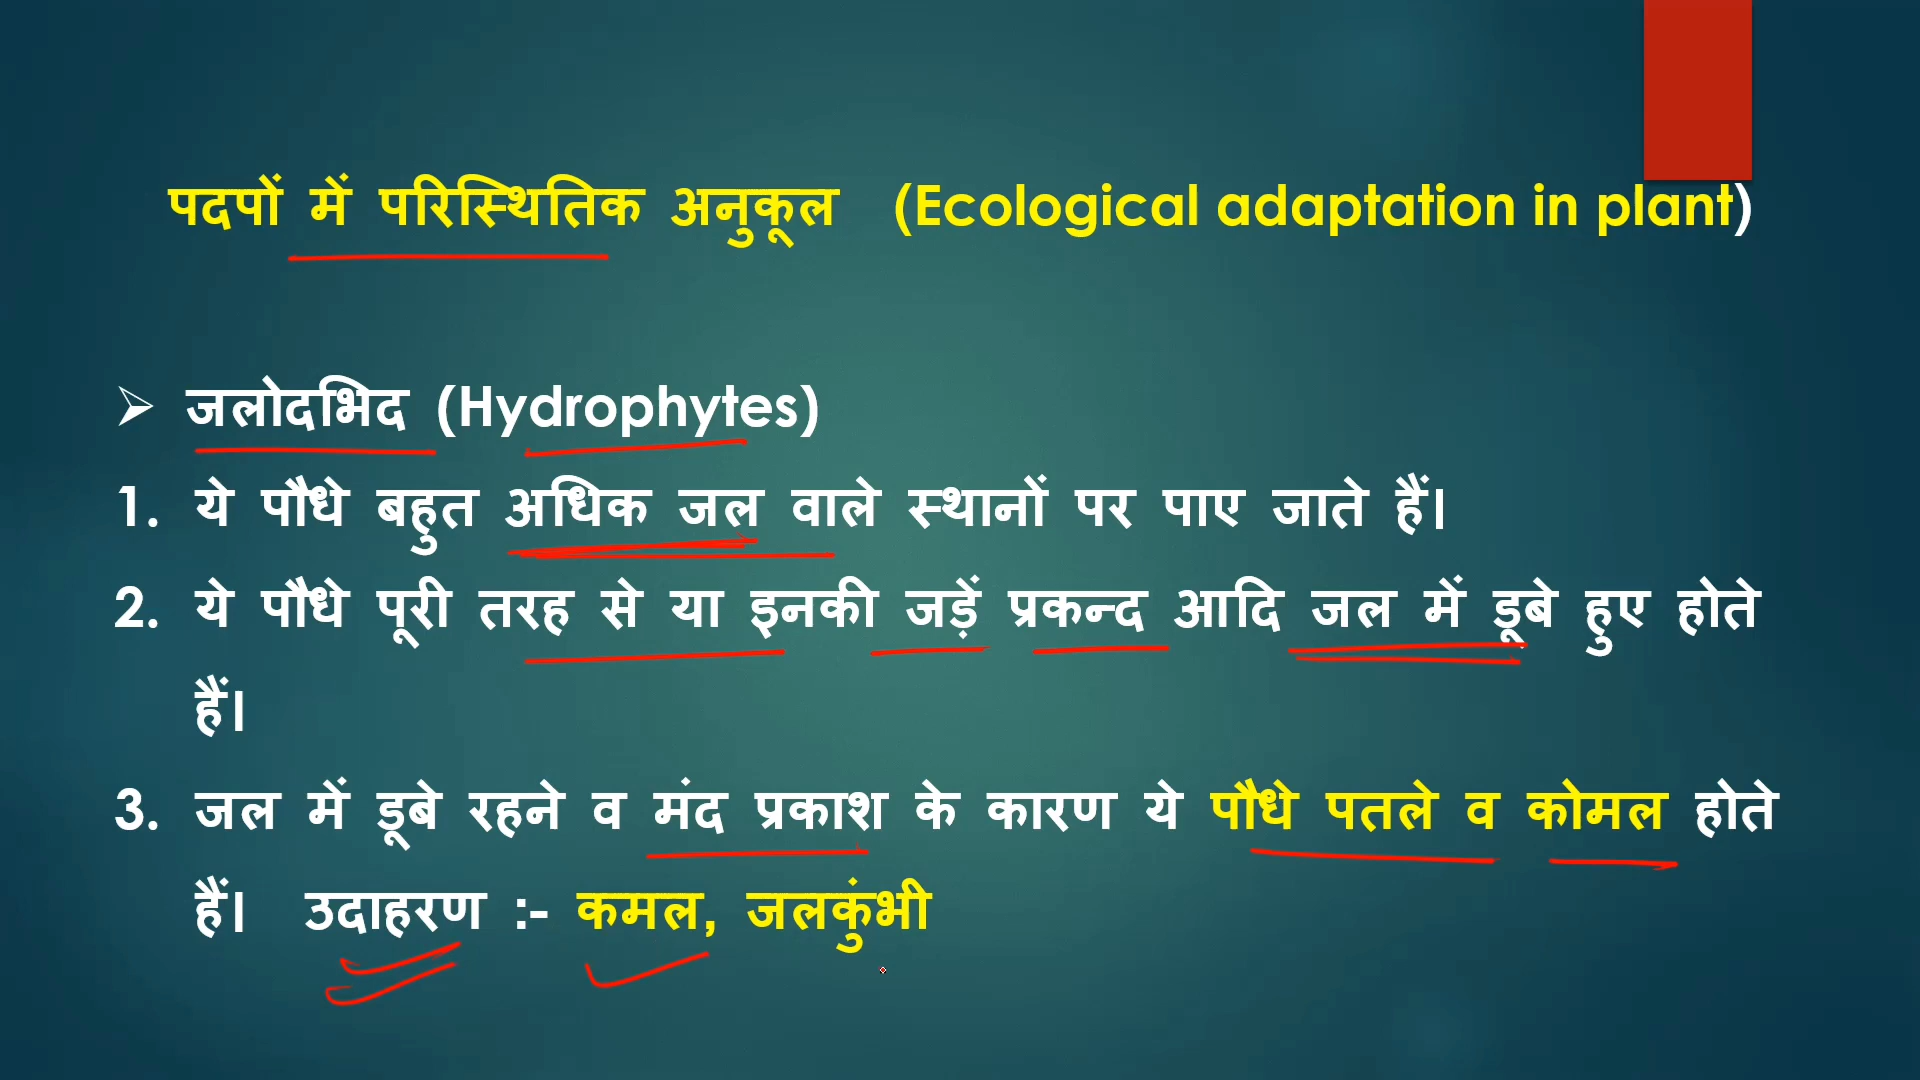 पदपों में परिस्थितिक अनुकूल (Ecological adaptation in plant)
➢ जलोदभिद (Hydrophytes)
1. ये पौधे बहुत अधिक जल वाले स्थानों पर पाए जाते हैं।
2. ये पौधे पूरी तरह से या इनकी जड़ें प्रकन्द आदि जल में डूबे हुए होते
हैं।
3. जल में डूबे रहने व मंद प्रकाश के कारण ये पौधे पतले व कोमल होते
हैं। उदाहरण :- कमल, जलकुंभी